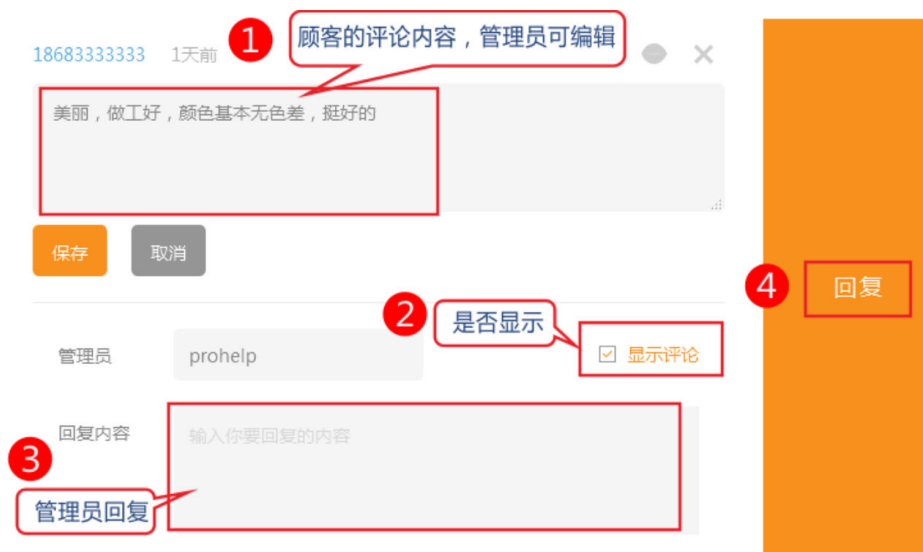 18683333333 1天前 1 顾客的评论内容，管理员可编辑
美丽，做工好，颜色基本无色差，挺好的
保存 取消
4 回复
2 是否显示
管理员 prohelp 显示评论
回复内容 输入你要回复的内容
3
管理员回复